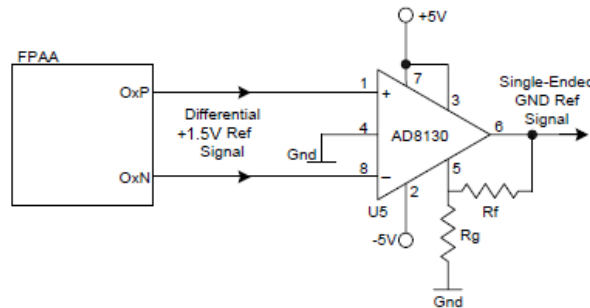 +5V
FPAA
OxP
Differential
+1.5V Ref
Signal
OxN
1
+
4
Gnd
8
−
7
3
AD8130
6
5
2
U5
-5V
Single-Ended
GND Ref
Signal
Rf
Rg
Gnd